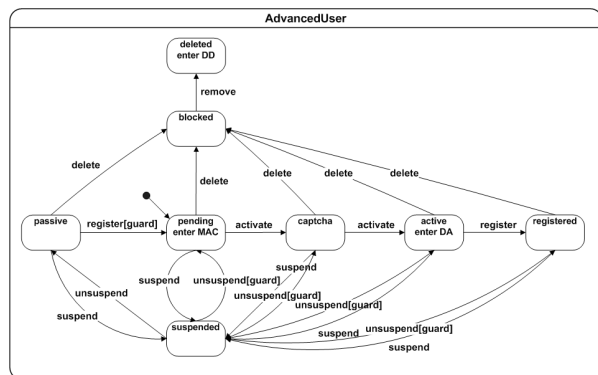 AdvancedUser
deleted
enter DD
remove
blocked
delete
delete
delete
delete
delete
passive
register[guard]
pending
enter MAC
activate
captcha
activate
active
enter DA
register
registered
suspend
unsuspend[guard]
suspend
unsuspend
unsuspend[guard]
unsuspend[guard]
suspend
suspended
suspend
unsuspend[guard]
suspend